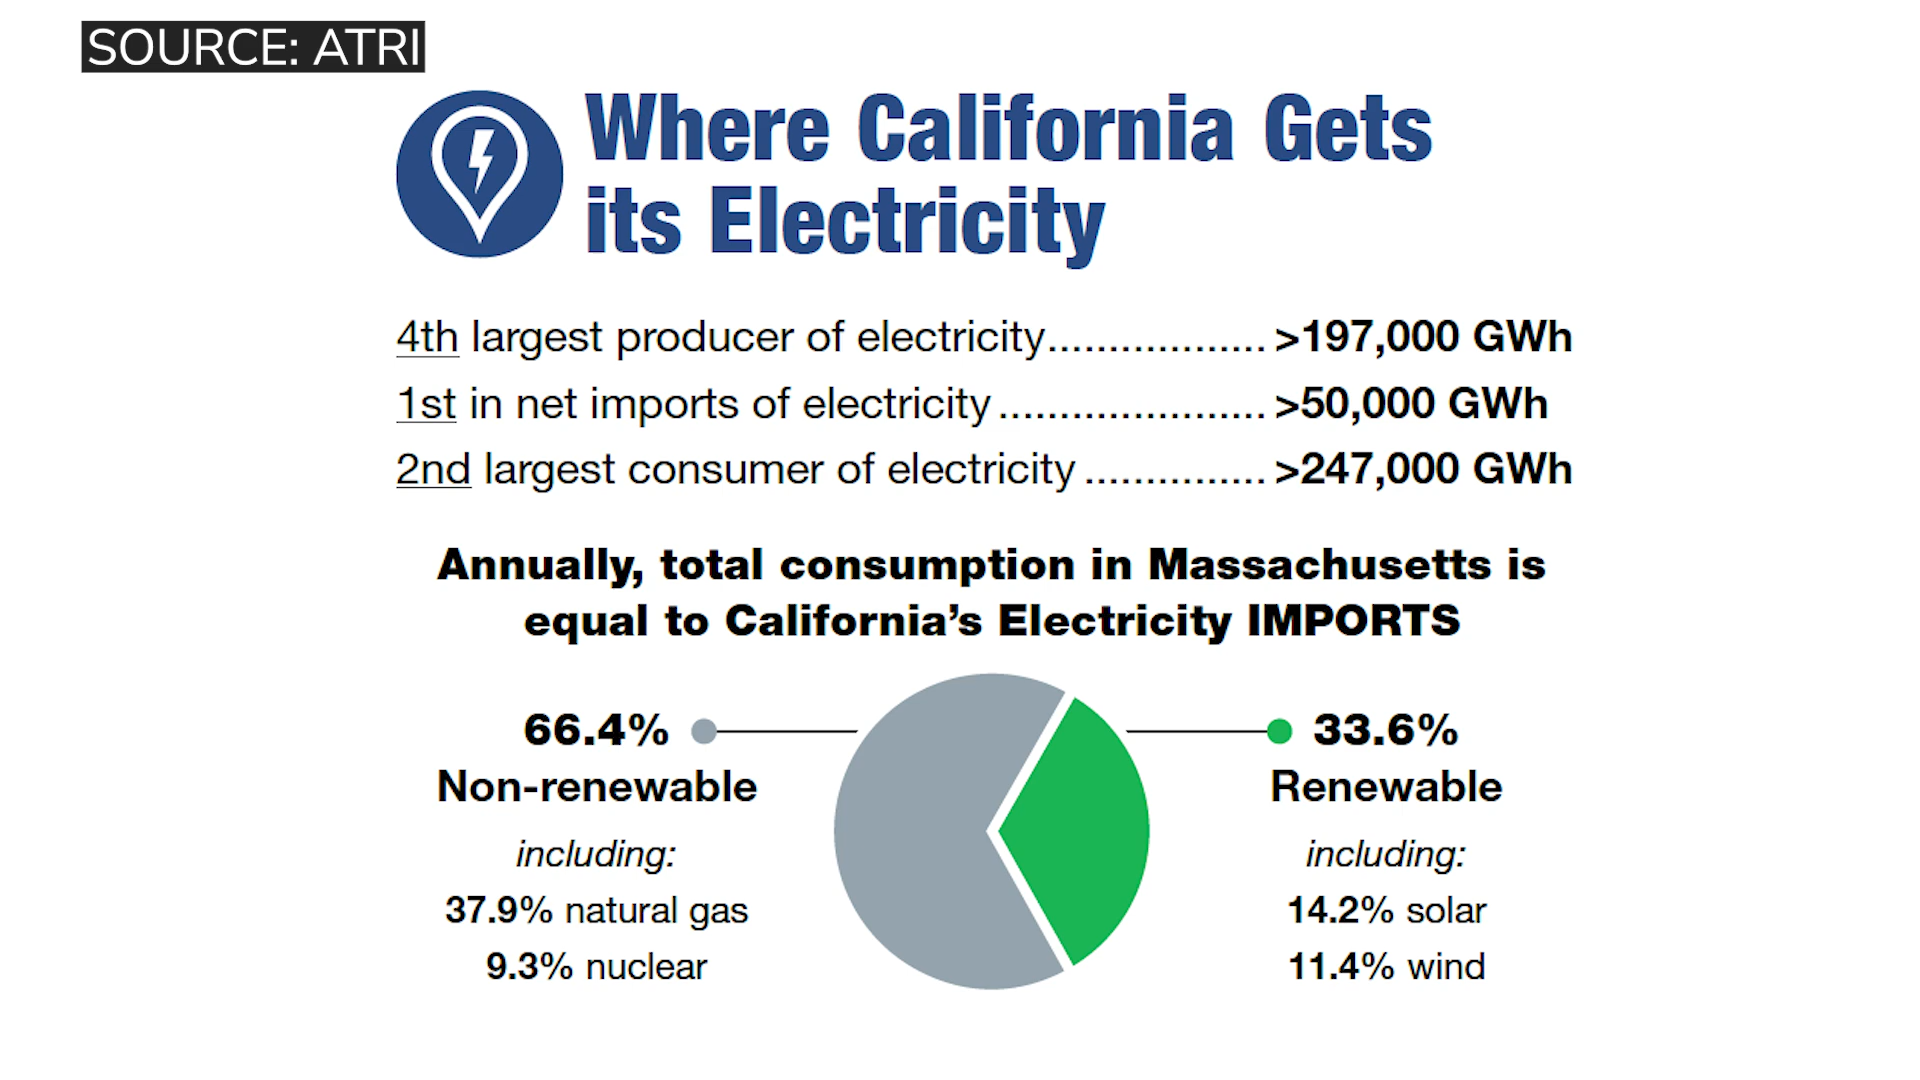 SOURCE: ATRI
Where California Gets
its Electricity
4th largest producer of electricity.................. >197,000 GWh
1st in net imports of electricity...................... >50,000 GWh
2nd largest consumer of electricity............... >247,000 GWh
Annually, total consumption in Massachusetts is
equal to California’s Electricity IMPORTS
66.4%
Non-renewable
including:
37.9% natural gas
9.3% nuclear
33.6%
Renewable
including:
14.2% solar
11.4% wind